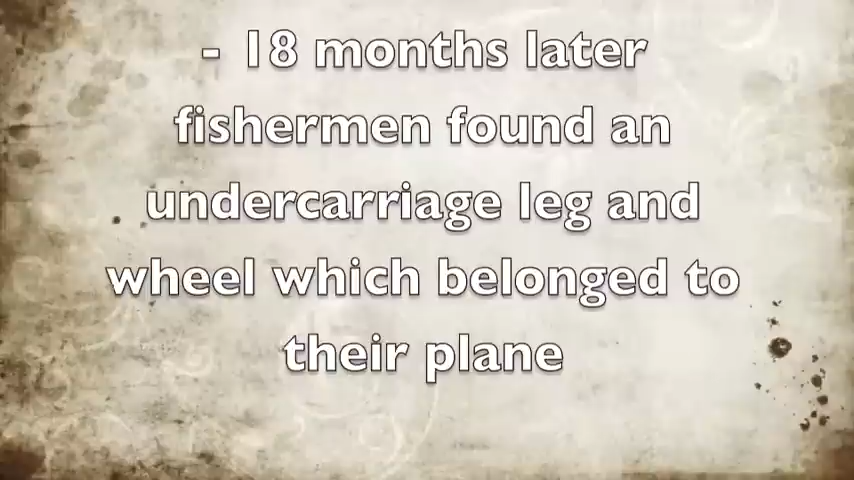 - 18 months later
fishermen found an
undercarriage leg and
wheel which belonged to
their plane